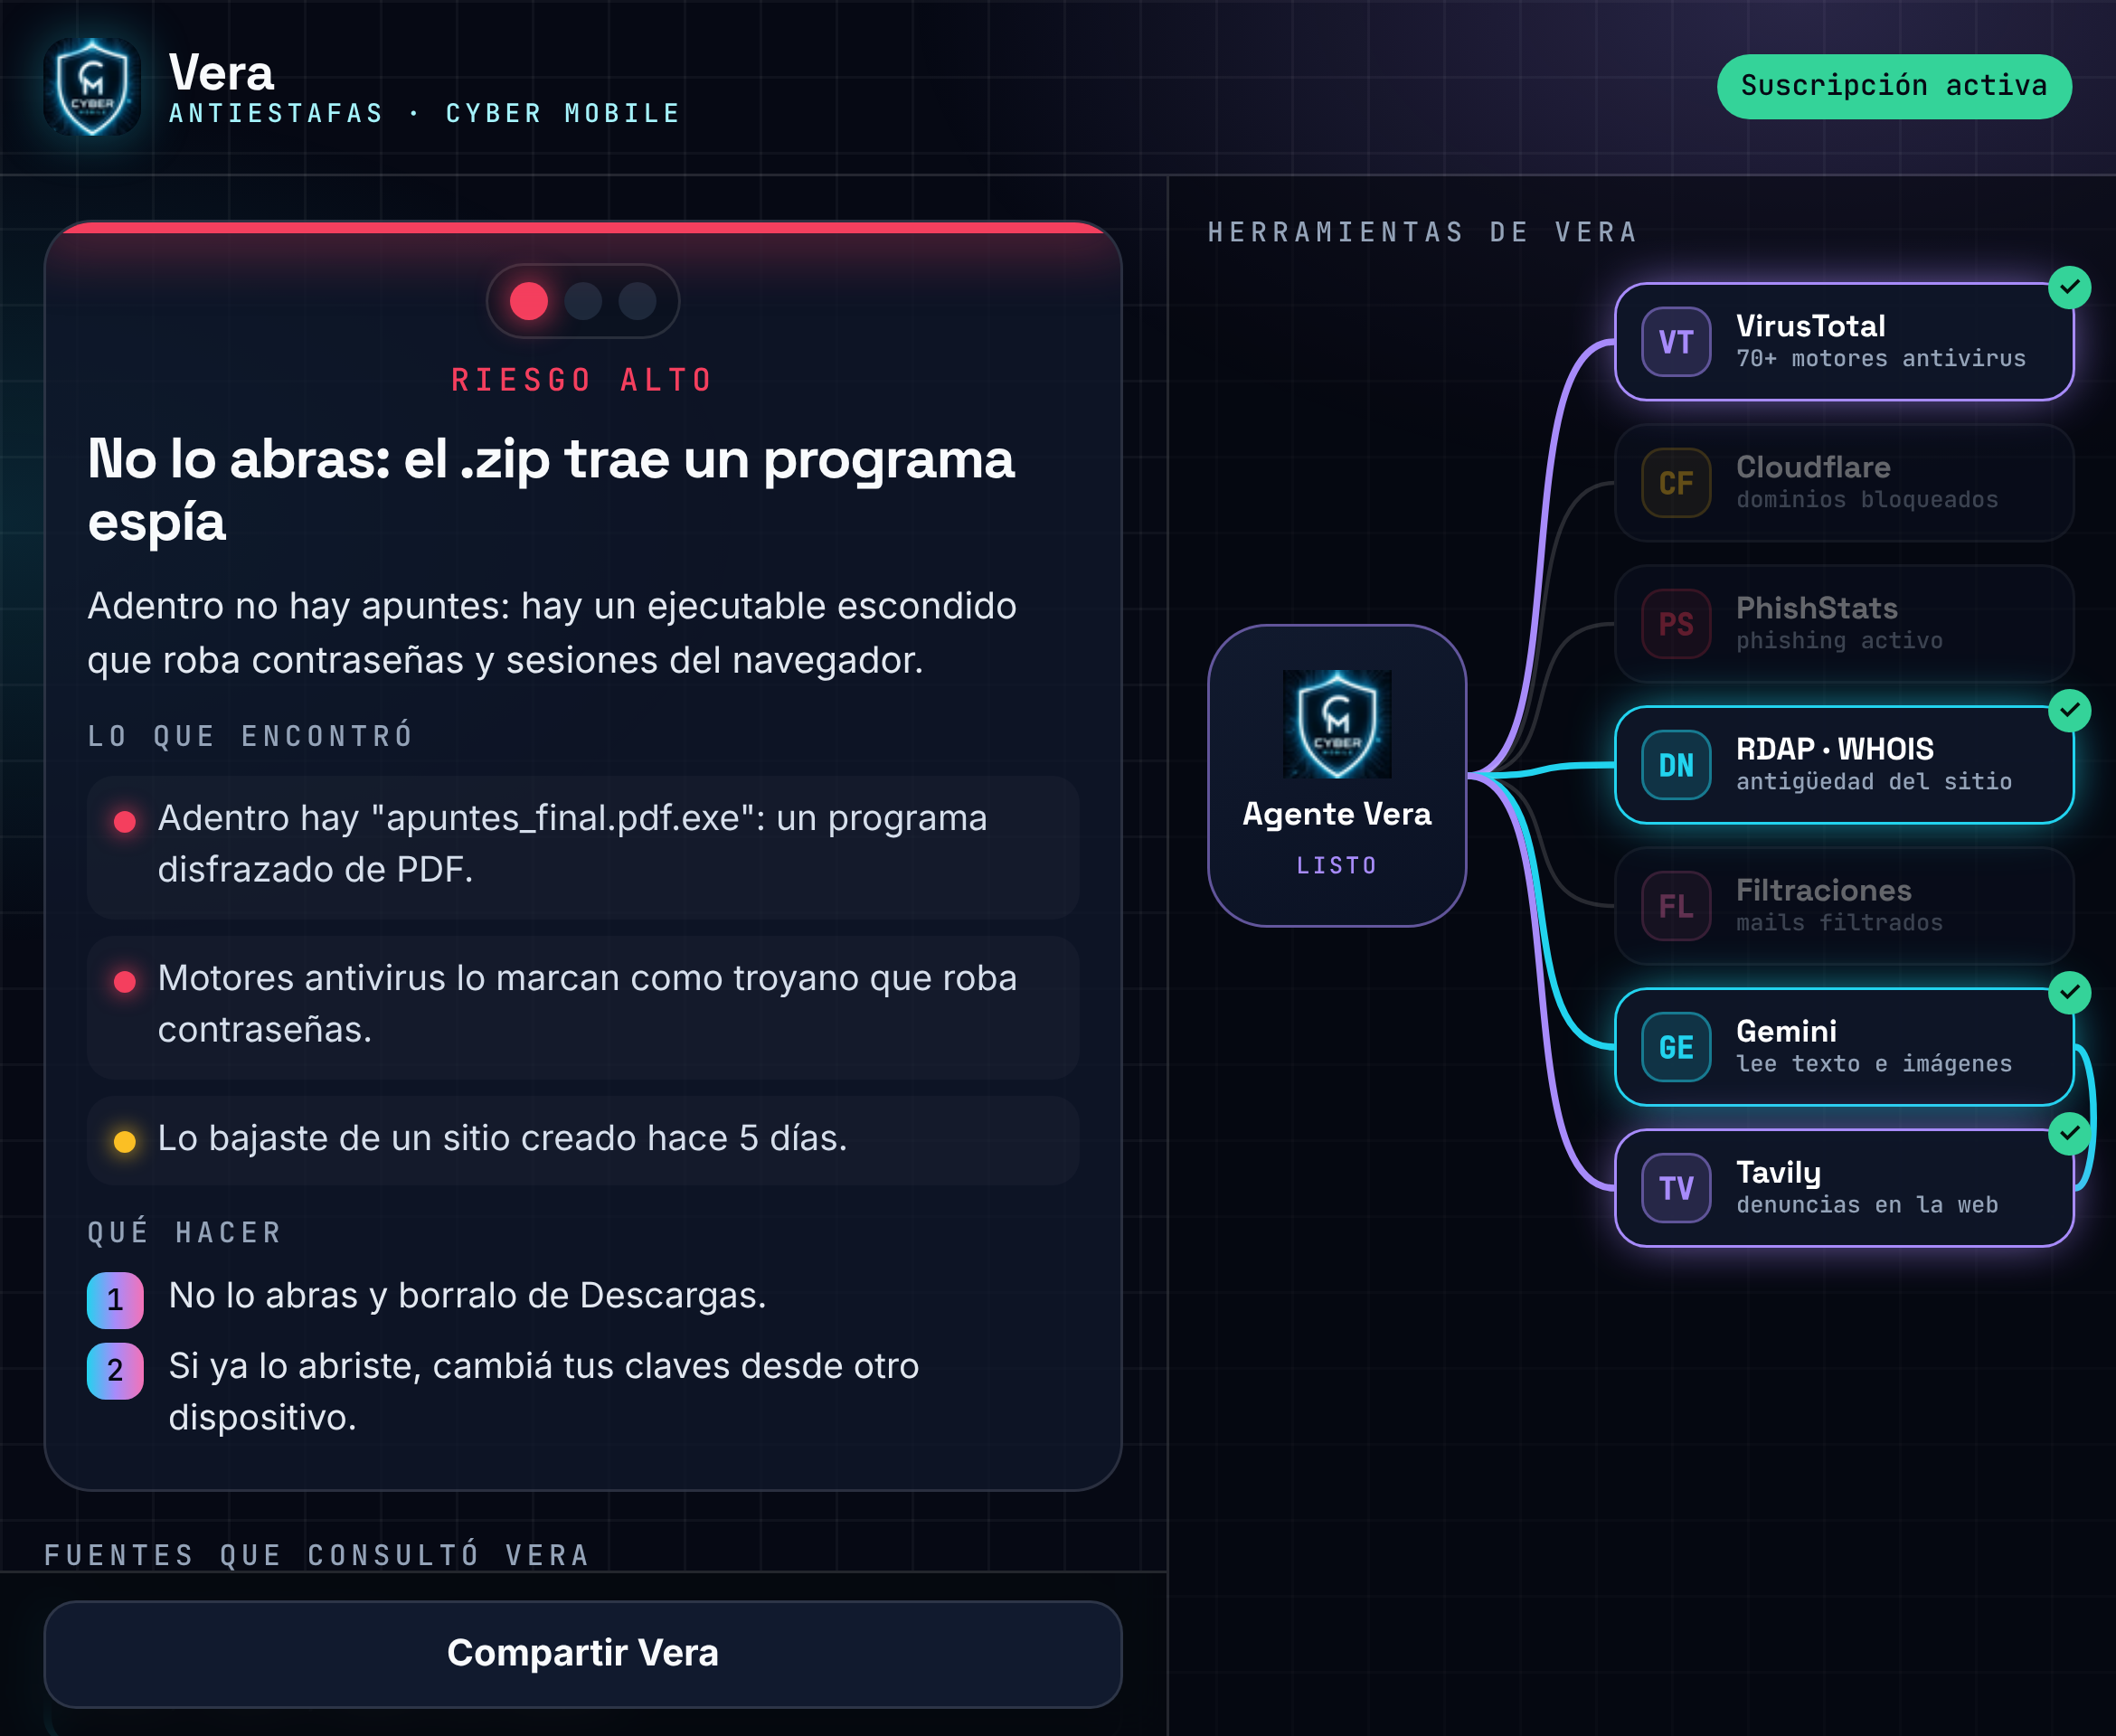 Vera
ANTIESTAFAS · CYBER MOBILE
CM
CYBER
MOBILE
Suscripción activa
RIESGO ALTO
No lo abras: el .zip trae un programa
espía
Adentro no hay apuntes: hay un ejecutable escondido
que roba contraseñas y sesiones del navegador.
LO QUE ENCONTRÓ
Adentro hay "apuntes_final.pdf.exe": un programa
disfrazado de PDF.
Motores antivirus lo marcan como troyano que roba
contraseñas.
Lo bajaste de un sitio creado hace 5 días.
QUÉ HACER
1 No lo abras y borralo de Descargas.
2 Si ya lo abriste, cambiá tus claves desde otro
dispositivo.
FUENTES QUE CONSULTÓ VERA
Compartir Vera
HERRAMIENTAS DE VERA
CM
CYBER
Agente Vera
LISTO
VT VirusTotal
70+ motores antivirus
CF Cloudflare
dominios bloqueados
PS PhishStats
phishing activo
DN RDAP · WHOIS
antigüedad del sitio
FL Filtraciones
mails filtrados
GE Gemini
lee texto e imágenes
TV Tavily
denuncias en la web